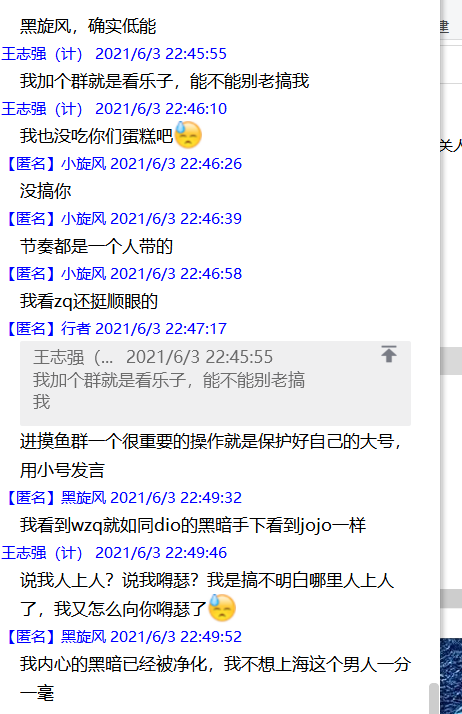 黑旋风，确实低能
王志强（计） 2021/6/3 22:45:55
我加个群就是看乐子，能不能别老搞我
王志强（计） 2021/6/3 22:46:10
我也没吃你们蛋糕吧
【匿名】小旋风 2021/6/3 22:46:26
没搞你
【匿名】小旋风 2021/6/3 22:46:39
节奏都是一个人带的
【匿名】小旋风 2021/6/3 22:46:58
我看zq还挺顺眼的
【匿名】行者 2021/6/3 22:47:17
王志强（... 2021/6/3 22:45:55
我加个群就是看乐子，能不能别老搞
我
进摸鱼群一个很重要的操作就是保护好自己的大号，
用小号发言
【匿名】黑旋风 2021/6/3 22:49:32
我看到wzq就如同dio的黑暗手下看到jojo一样
王志强（计） 2021/6/3 22:49:46
说我人上人？说我嘚瑟？我是搞不明白哪里人上人
了，我又怎么向你嘚瑟了
【匿名】黑旋风 2021/6/3 22:49:52
我内心的黑暗已经被净化，我不想上海这个男人一分
一毫
建
关人